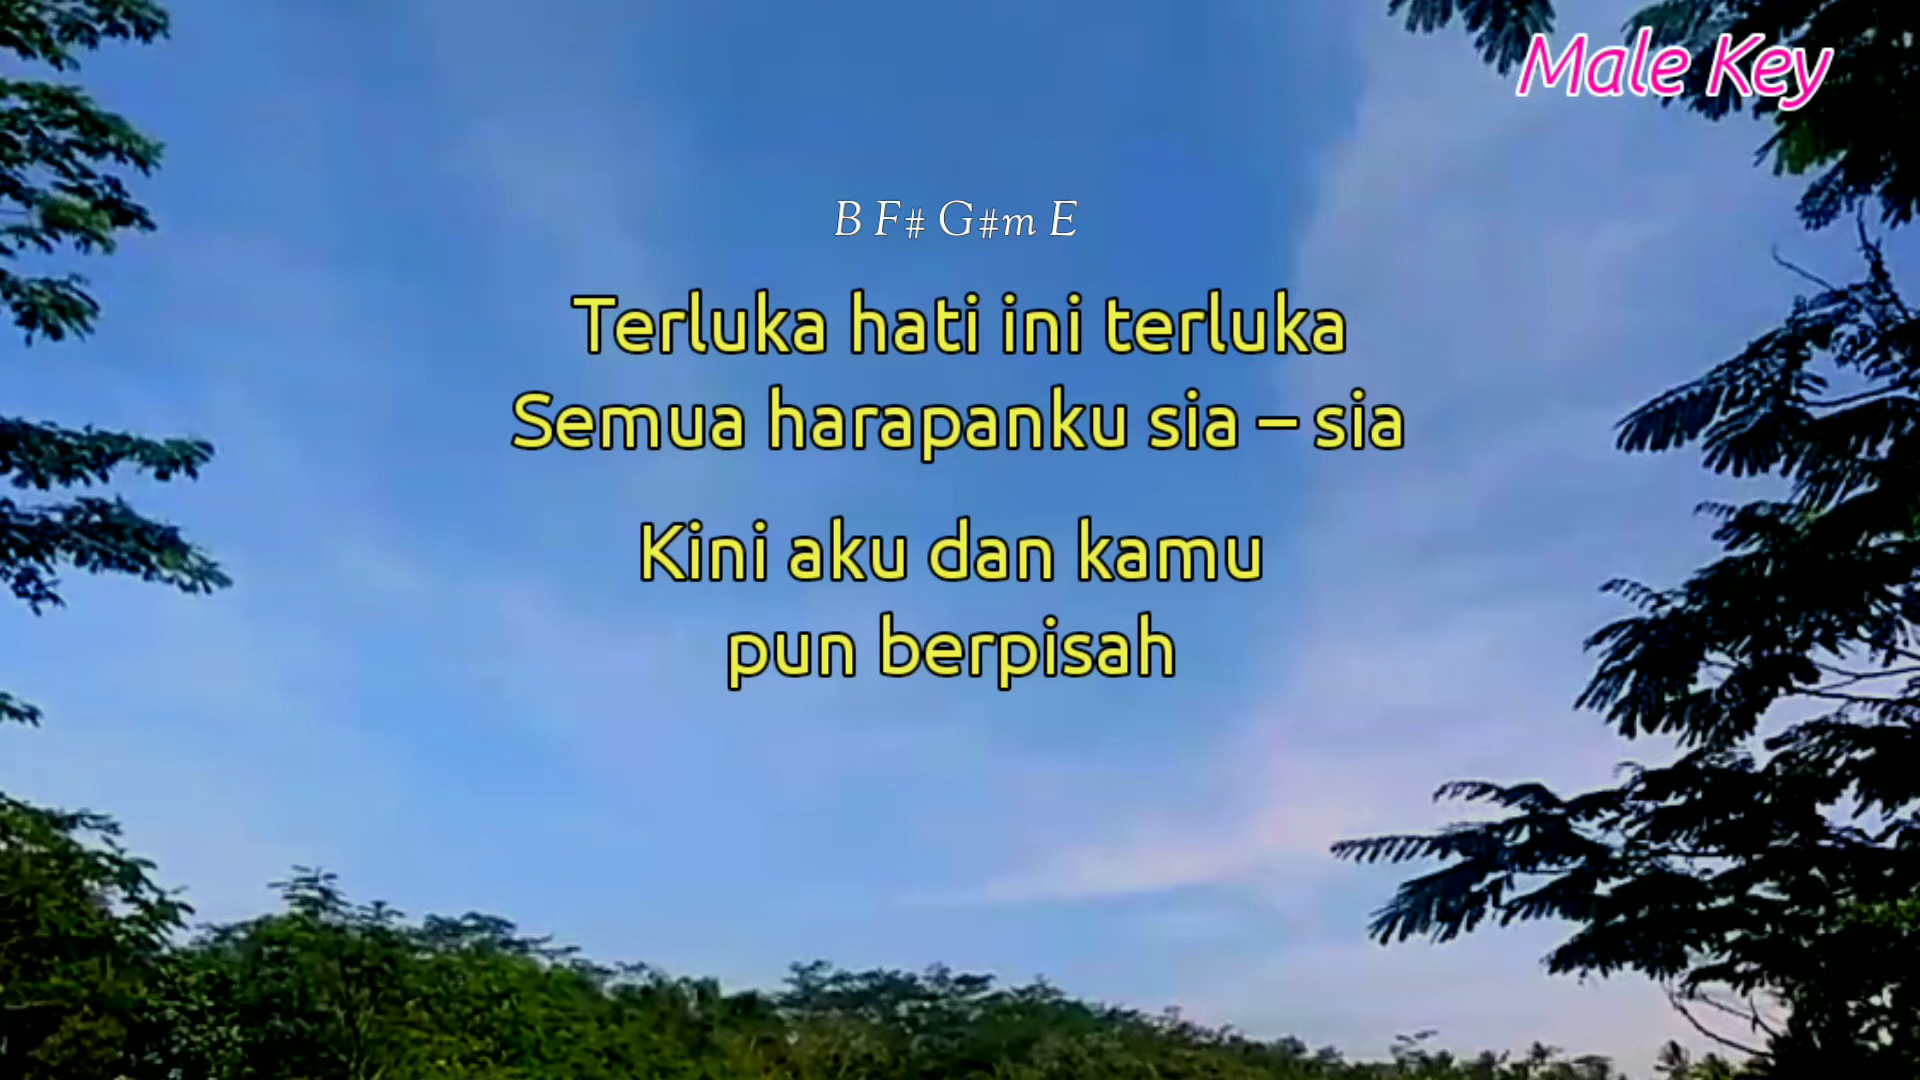 Male Key
B F# G#m E
Terluka hati ini terluka
Semua harapanku sia – sia
Kini aku dan kamu
pun berpisah